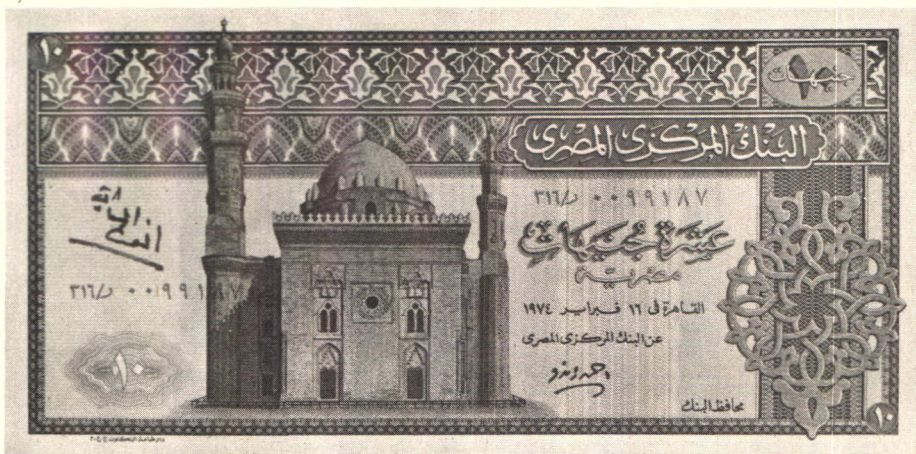 ١٠
١٠ جنيهات
البنك المركزى المصرى
د/٣١٦ ٠٠٩٩١٨٧
عشرة جنيهات
مصرية
القاهرة فى ١٦ فبراير ١٩٧٤
عن البنك المركزى المصرى
محافظ البنك
د/٣١٦ ٠٠٩٩١٨٧
١٠
١٠